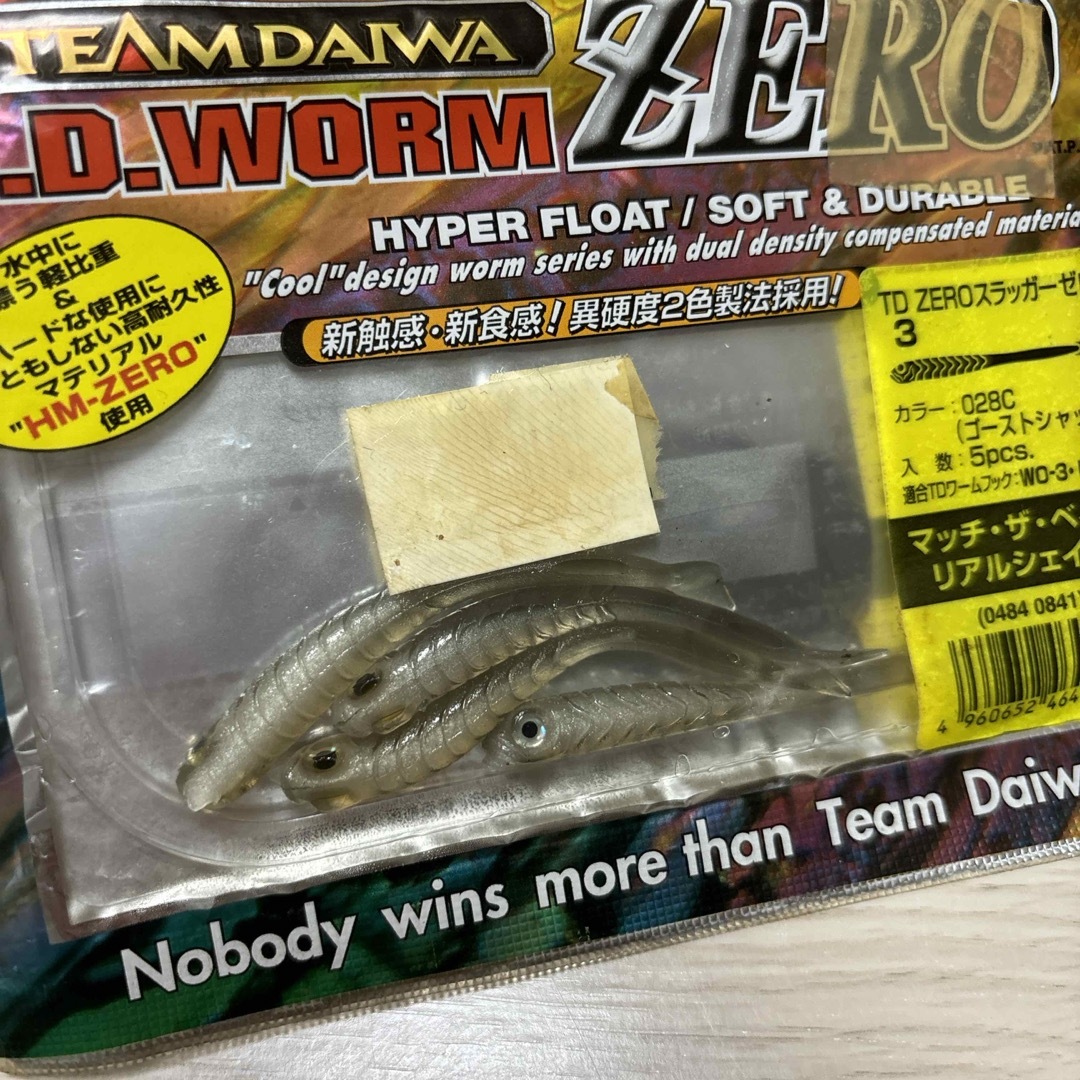 TEAMDAIWA
.D.WORM ZERO
PAT.P.
HYPER FLOAT / SOFT & DURABLE
"Cool"design worm series with dual density compensated materia
新触感・新食感!異硬度2色製法採用!
水中に
漂う軽比重
&
ハードな使用に
ともしない高耐久性
マテリアル
"HM-ZERO"
使用
TD ZEROスラッガーゼ
3
カラー:028C
(ゴーストシャッ
入 数:5pcs.
適合TDワームフック:WO-3・
マッチ・ザ・ベ
リアルシェイ
(0484 0841)
4 960652 464
Nobody wins more than Team Daiw